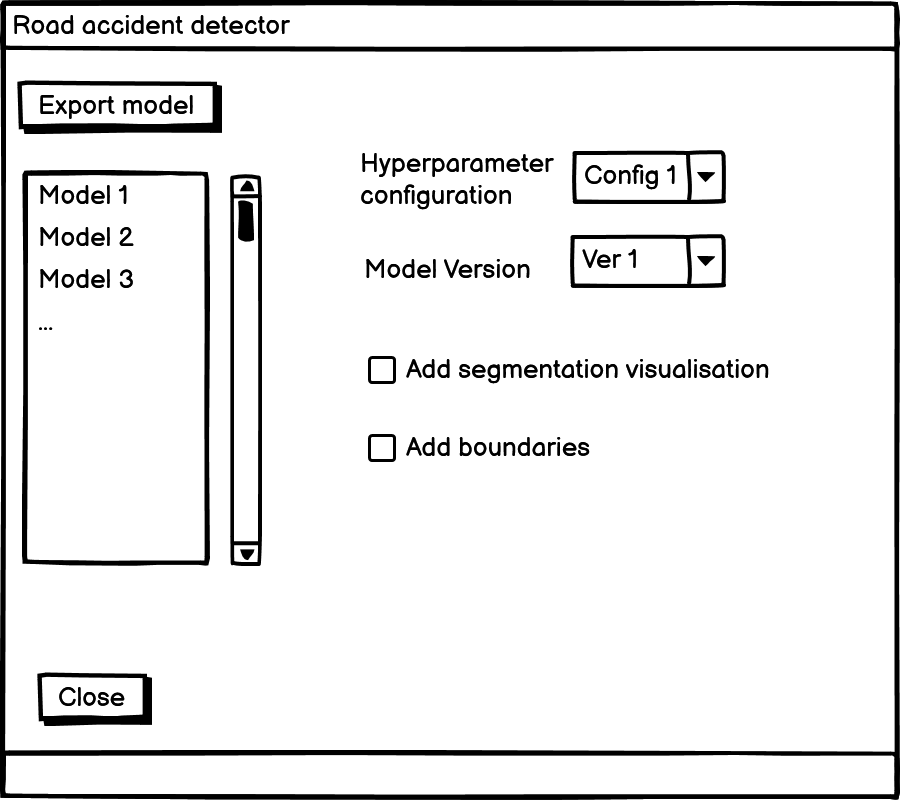 Road accident detector
Export model
Model 1
Model 2
Model 3
...
Hyperparameter
configuration
Config 1
Model Version
Ver 1
Add segmentation visualisation
Add boundaries
Close